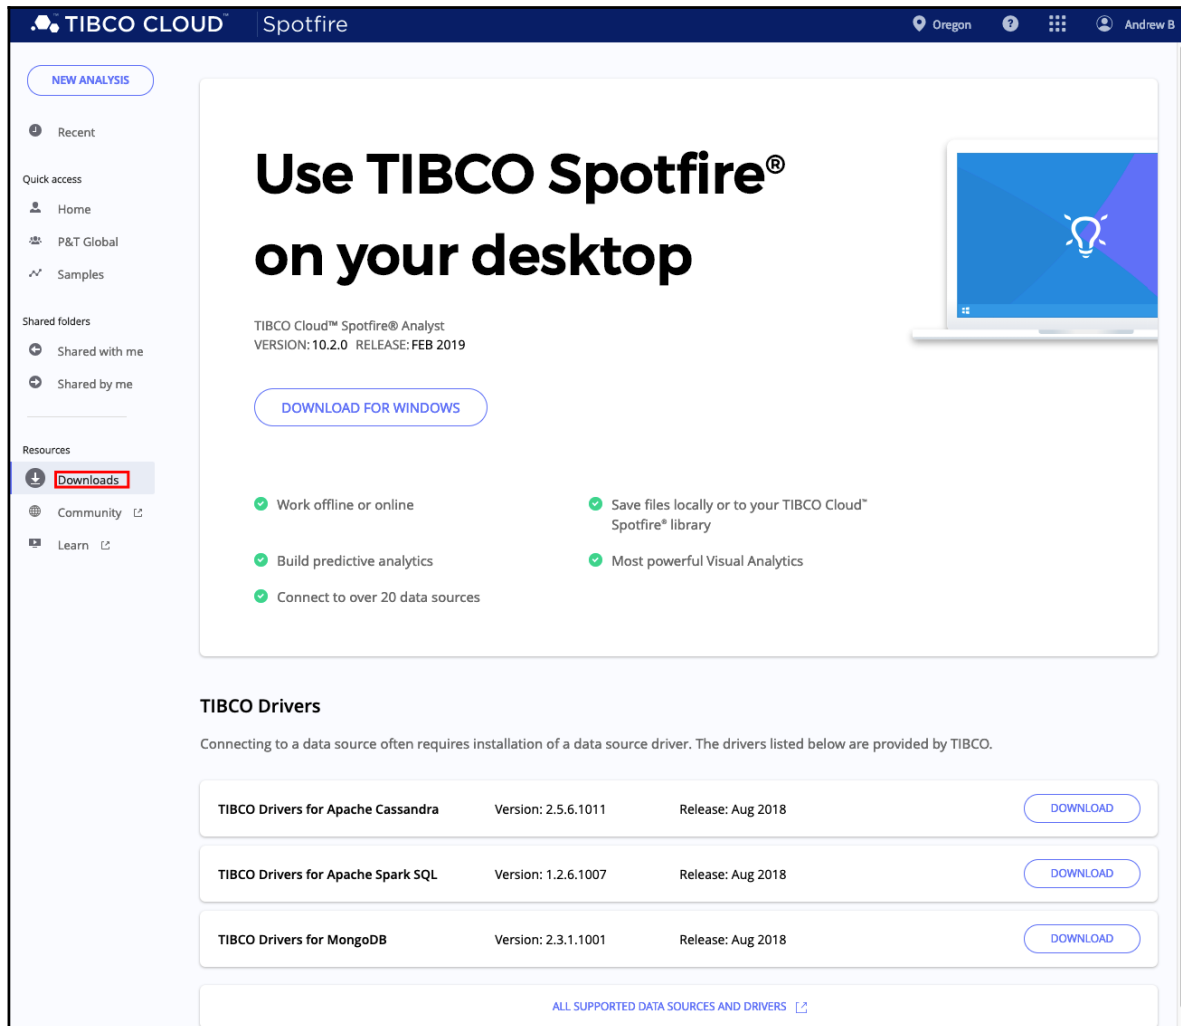 TIBCO CLOUD™ Spotfire
Oregon
Andrew B
NEW ANALYSIS
Recent
Quick access
Home
P&T Global
Samples
Shared folders
Shared with me
Shared by me
Resources
Downloads
Community
Learn
Use TIBCO Spotfire®
on your desktop
TIBCO Cloud™ Spotfire® Analyst
VERSION: 10.2.0 RELEASE: FEB 2019
DOWNLOAD FOR WINDOWS
Work offline or online
Save files locally or to your TIBCO Cloud™
Spotfire® library
Build predictive analytics
Most powerful Visual Analytics
Connect to over 20 data sources
TIBCO Drivers
Connecting to a data source often requires installation of a data source driver. The drivers listed below are provided by TIBCO.
TIBCO Drivers for Apache Cassandra Version: 2.5.6.1011 Release: Aug 2018 DOWNLOAD
TIBCO Drivers for Apache Spark SQL Version: 1.2.6.1007 Release: Aug 2018 DOWNLOAD
TIBCO Drivers for MongoDB Version: 2.3.1.1001 Release: Aug 2018 DOWNLOAD
ALL SUPPORTED DATA SOURCES AND DRIVERS